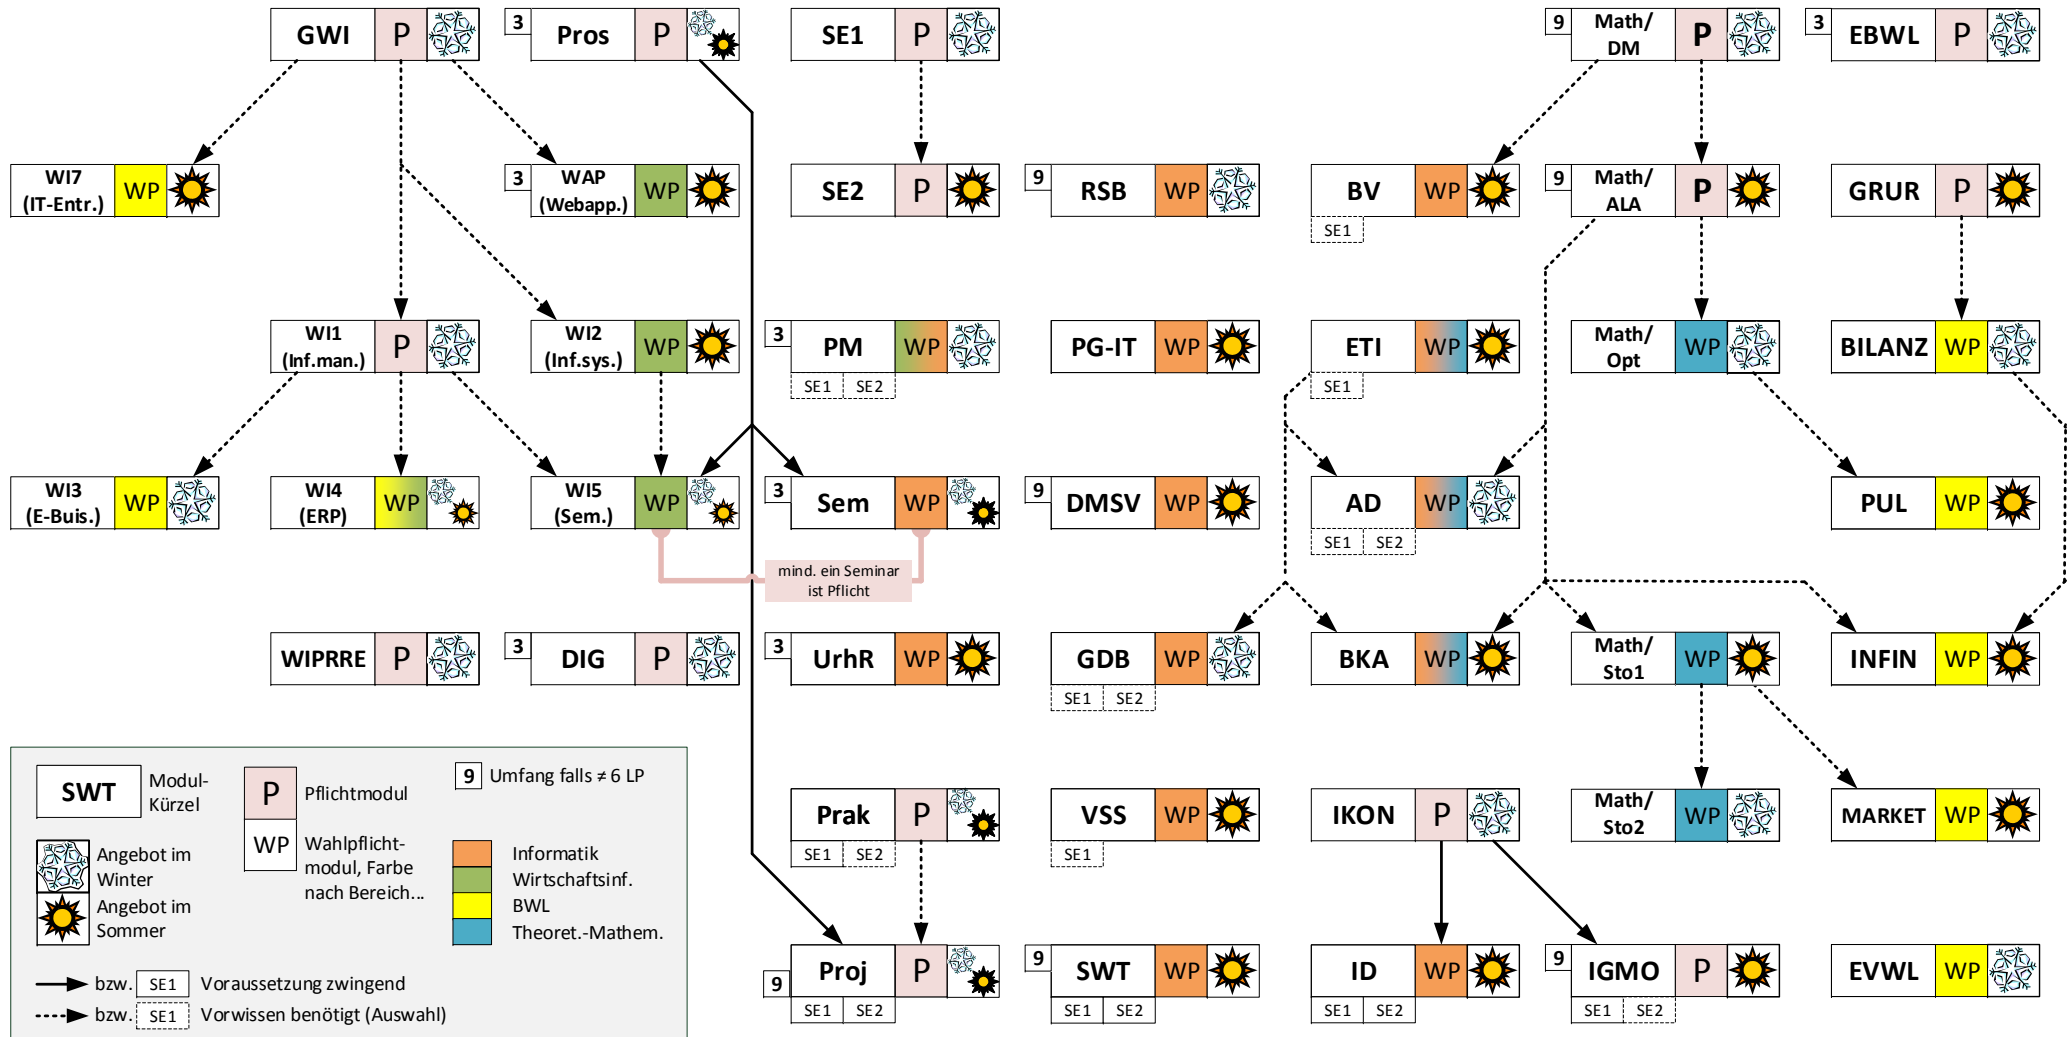 GWI P
3 Pros P
SE1 P
9 Math/
DM P
3 EBWL P
WI7
(IT-Entr.) WP
3 WAP
(Webapp.) WP
SE2 P
9 RSB WP
BV WP
SE1
9 Math/
ALA P
GRUR P
WI1
(Inf.man.) P
WI2
(Inf.sys.) WP
3 PM WP
SE1 SE2
PG-IT WP
ETI WP
SE1
Math/
Opt WP
BILANZ WP
WI3
(E-Buis.) WP
WI4
(ERP) WP
WI5
(Sem.) WP
3 Sem WP
9 DMSV WP
AD WP
SE1 SE2
PUL WP
mind. ein Seminar
ist Pflicht
WIPRRE P
3 DIG P
3 UrhR WP
GDB WP
SE1 SE2
BKA WP
Math/
Sto1 WP
INFIN WP
Prak P
SE1 SE2
VSS WP
SE1
IKON P
Math/
Sto2 WP
MARKET WP
9 Proj P
SE1 SE2
9 SWT WP
SE1 SE2
ID WP
SE1 SE2
9 IGMO P
SE1 SE2
EVWL WP
SWT Modul-
Kürzel
P Pflichtmodul
9 Umfang falls ≠ 6 LP
WP Wahlpflicht-
modul, Farbe
nach Bereich...
Angebot im
Winter
Angebot im
Sommer
Informatik
Wirtschaftsinf.
BWL
Theoret.-Mathem.
bzw. SE1 Voraussetzung zwingend
bzw. SE1 Vorwissen benötigt (Auswahl)